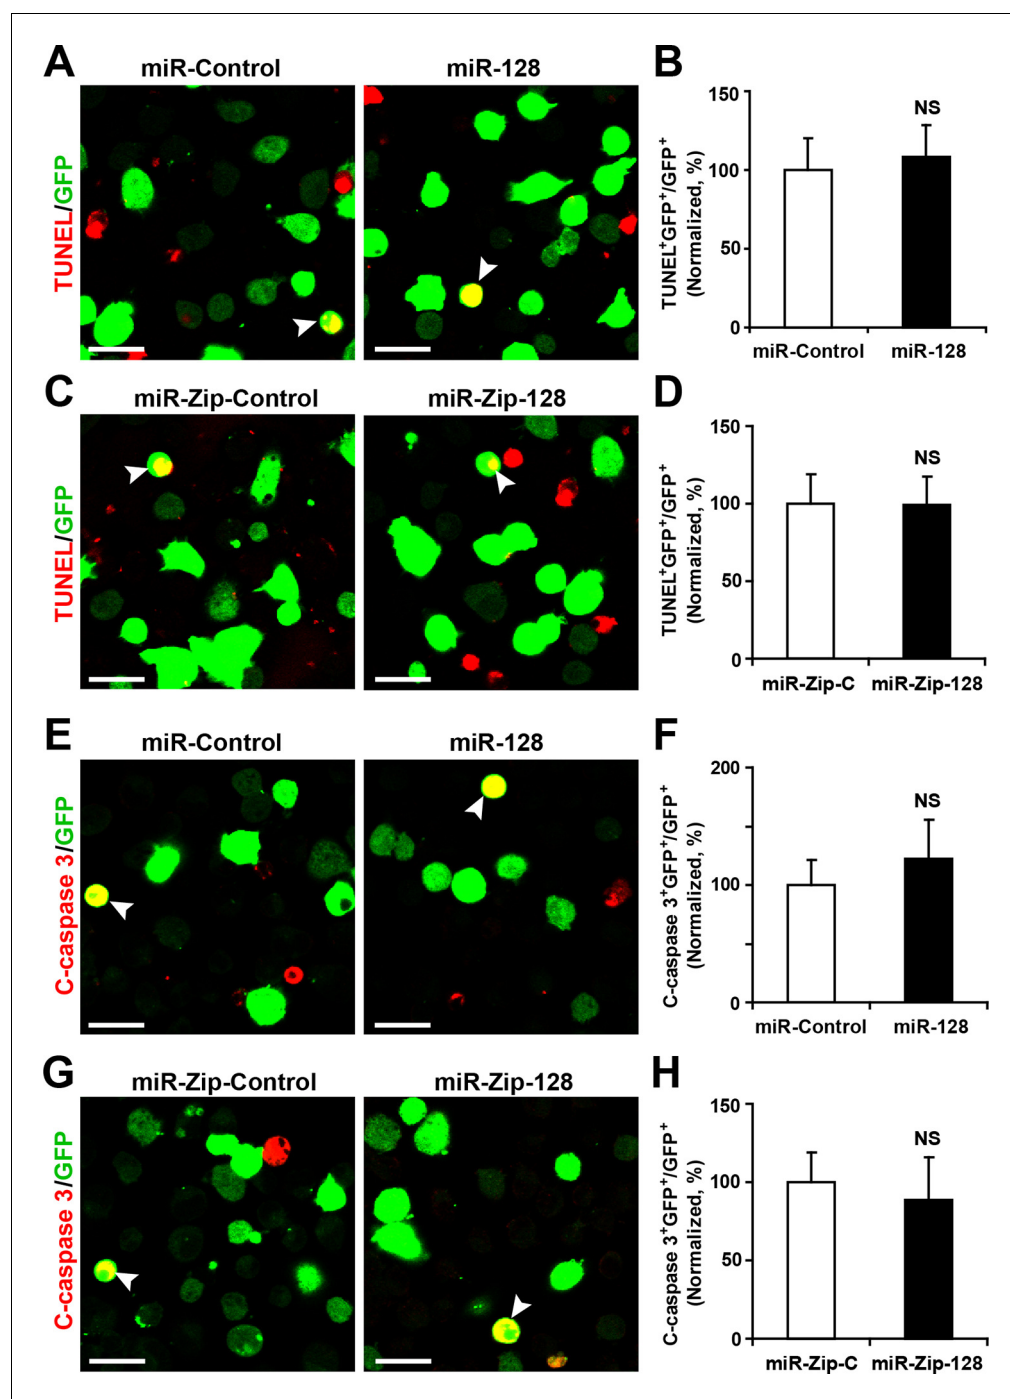 A
miR-Control
miR-128
TUNEL/GFP
B
TUNEL⁺GFP⁺/GFP⁺
(Normalized, %)
150
100
50
0
NS
miR-Control
miR-128
C
miR-Zip-Control
miR-Zip-128
TUNEL/GFP
D
TUNEL⁺GFP⁺/GFP⁺
(Normalized, %)
150
100
50
0
NS
miR-Zip-C
miR-Zip-128
E
miR-Control
miR-128
C-caspase 3/GFP
F
C-caspase 3⁺GFP⁺/GFP⁺
(Normalized, %)
200
100
0
NS
miR-Control
miR-128
G
miR-Zip-Control
miR-Zip-128
C-caspase 3/GFP
H
C-caspase 3⁺GFP⁺/GFP⁺
(Normalized, %)
150
100
50
0
NS
miR-Zip-C
miR-Zip-128